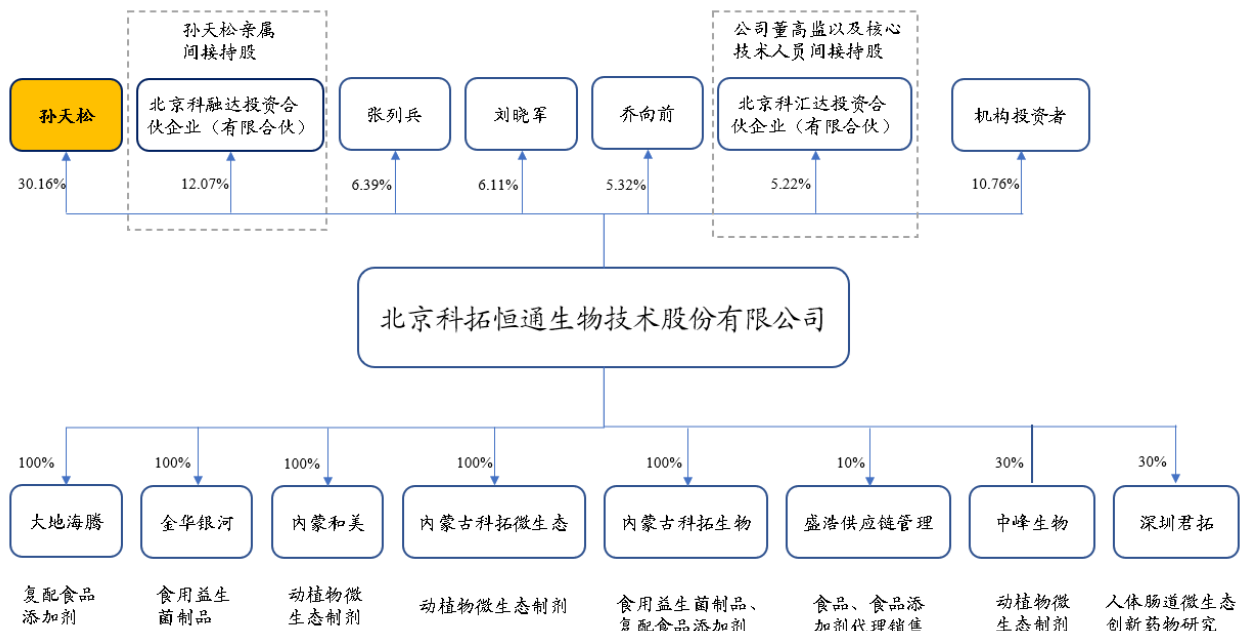 孙天松亲属
间接持股
公司董高监以及核心
技术人员间接持股
孙天松
北京科融达投资合
伙企业（有限合伙）
张列兵
刘晓军
乔向前
北京科汇达投资合
伙企业（有限合伙）
机构投资者
30.16%
12.07%
6.39%
6.11%
5.32%
5.22%
10.76%
北京科拓恒通生物技术股份有限公司
100%
100%
100%
100%
100%
10%
30%
30%
大地海腾
金华银河
内蒙和美
内蒙古科拓微生态
内蒙古科拓生物
盛浩供应链管理
中峰生物
深圳君拓
复配食品
添加剂
食用益生
菌制品
动植物微
生态制剂
动植物微生态制剂
食用益生菌制品、
复配食品添加剂
食品、食品添
加剂代理销售
动植物微
生态制剂
人体肠道微生态
创新药物研究